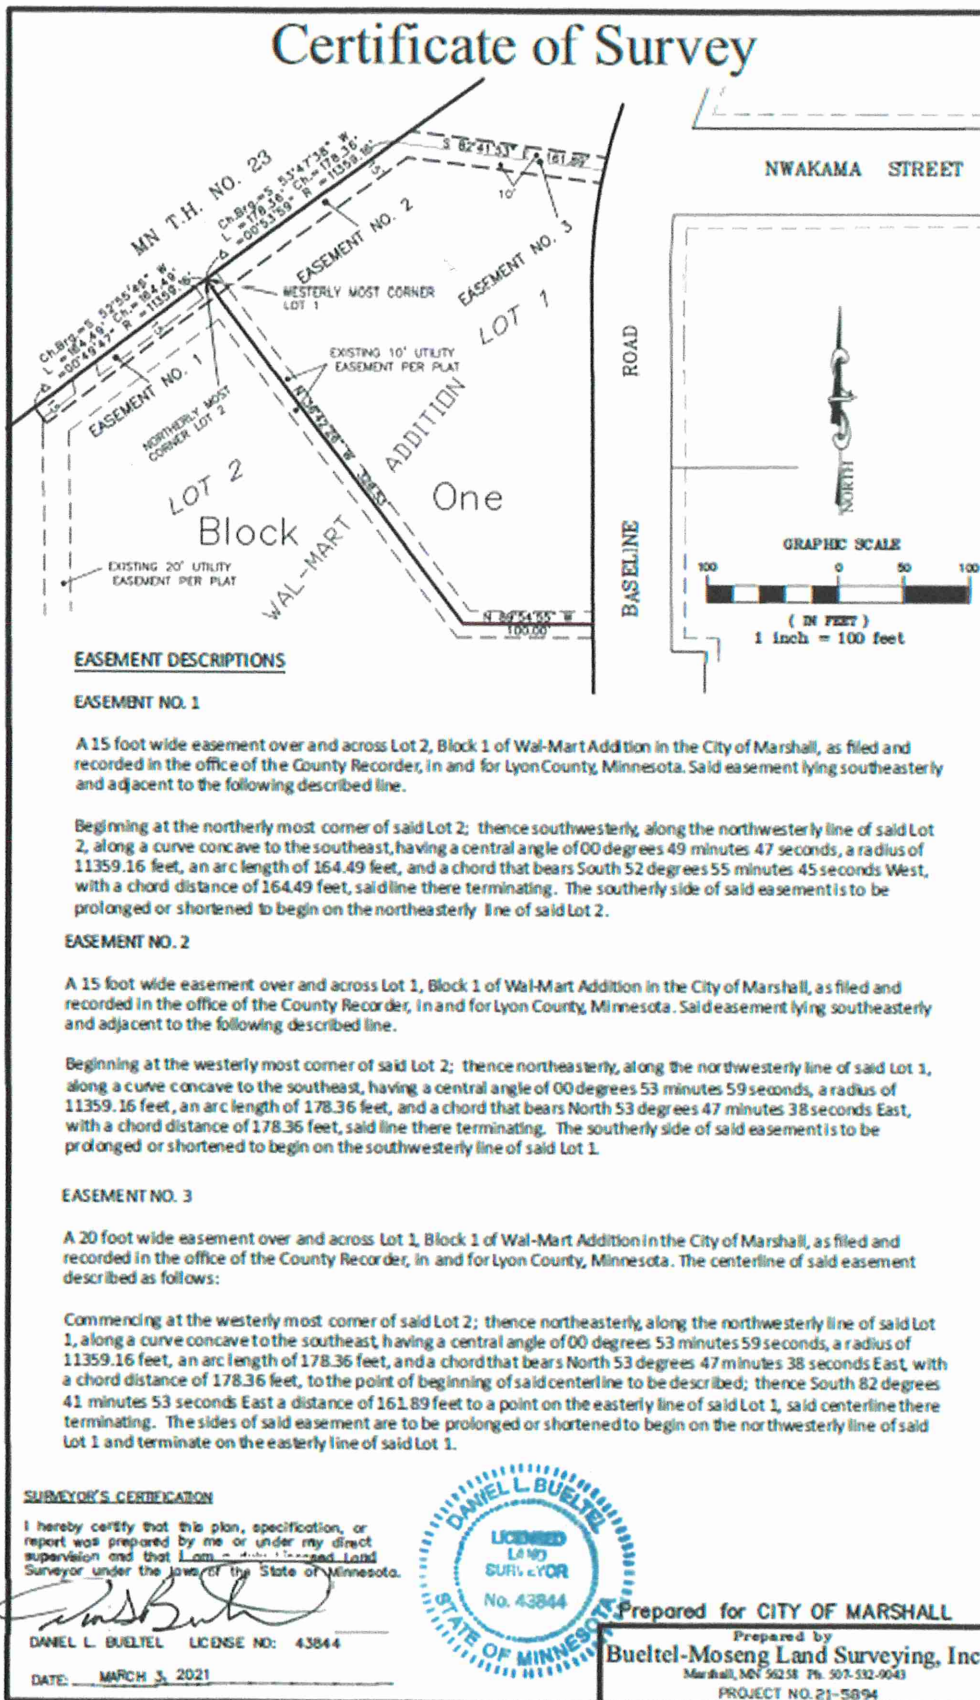 Certificate of Survey
MN T.H. NO. 23
Ch.Brg.=S 53°47'38" W
L =178.36' Ch.=178.36'
Δ =00°53'59" R =11359.16'
S 82°41'53" E 161.89'
10'
NWAKAMA STREET
Ch.Brg.=S 52°55'45" W
L =164.49' Ch.=164.49'
Δ =00°49'47" R =11359.16'
EASEMENT NO. 2
EASEMENT NO. 3
WESTERLY MOST CORNER
LOT 1
LOT 1
EXISTING 10' UTILITY
EASEMENT PER PLAT
EASEMENT NO. 1
NORTHERLY MOST
CORNER LOT 2
LOT 2
Block
One
WAL-MART ADDITION
BASELINE ROAD
EXISTING 20' UTILITY
EASEMENT PER PLAT
N 89°54'55" W
100.00'
NORTH
GRAPHIC SCALE
100 0 50 100
( IN FEET )
1 inch = 100 feet
EASEMENT DESCRIPTIONS
EASEMENT NO. 1
A 15 foot wide easement over and across Lot 2, Block 1 of Wal-Mart Addition in the City of Marshall, as filed and
recorded in the office of the County Recorder, in and for Lyon County, Minnesota. Said easement lying southeasterly
and adjacent to the following described line.
Beginning at the northerly most corner of said Lot 2; thence southwesterly, along the northwesterly line of said Lot
2, along a curve concave to the southeast, having a central angle of 00 degrees 49 minutes 47 seconds, a radius of
11359.16 feet, an arc length of 164.49 feet, and a chord that bears South 52 degrees 55 minutes 45 seconds West,
with a chord distance of 164.49 feet, said line there terminating. The southerly side of said easement is to be
prolonged or shortened to begin on the northeasterly line of said Lot 2.
EASEMENT NO. 2
A 15 foot wide easement over and across Lot 1, Block 1 of Wal-Mart Addition in the City of Marshall, as filed and
recorded in the office of the County Recorder, in and for Lyon County, Minnesota. Said easement lying southeasterly
and adjacent to the following described line.
Beginning at the westerly most corner of said Lot 2; thence northeasterly, along the northwesterly line of said Lot 1,
along a curve concave to the southeast, having a central angle of 00 degrees 53 minutes 59 seconds, a radius of
11359.16 feet, an arc length of 178.36 feet, and a chord that bears North 53 degrees 47 minutes 38 seconds East,
with a chord distance of 178.36 feet, said line there terminating. The southerly side of said easement is to be
prolonged or shortened to begin on the southwesterly line of said Lot 1.
EASEMENT NO. 3
A 20 foot wide easement over and across Lot 1, Block 1 of Wal-Mart Addition in the City of Marshall, as filed and
recorded in the office of the County Recorder, in and for Lyon County, Minnesota. The centerline of said easement
described as follows:
Commencing at the westerly most corner of said Lot 2; thence northeasterly, along the northwesterly line of said Lot
1, along a curve concave to the southeast, having a central angle of 00 degrees 53 minutes 59 seconds, a radius of
11359.16 feet, an arc length of 178.36 feet, and a chord that bears North 53 degrees 47 minutes 38 seconds East, with
a chord distance of 178.36 feet, to the point of beginning of said centerline to be described; thence South 82 degrees
41 minutes 53 seconds East a distance of 161.89 feet to a point on the easterly line of said Lot 1, said centerline there
terminating. The sides of said easement are to be prolonged or shortened to begin on the northwesterly line of said
Lot 1 and terminate on the easterly line of said Lot 1.
SURVEYOR'S CERTIFICATION
I hereby certify that this plan, specification, or
report was prepared by me or under my direct
supervision and that I am a duly Licensed Land
Surveyor under the laws of the State of Minnesota.
DANIEL L. BUELTEL LICENSE NO: 43844
DATE: MARCH 3, 2021
DANIEL L. BUELTEL
LICENSED
LAND
SURVEYOR
No. 43844
STATE OF MINNESOTA
Prepared for CITY OF MARSHALL
Prepared by
Bueltel-Moseng Land Surveying, Inc
Marshall, MN 56258 Ph. 507-532-9043
PROJECT NO. 21-5894